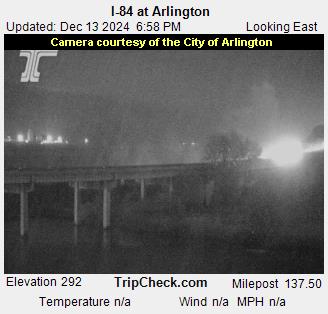 I-84 at Arlington
Updated: Dec 13 2024 6:58 PM Looking East
Camera courtesy of the City of Arlington
Elevation 292 TripCheck.com Milepost 137.50
Temperature n/a Wind n/a MPH n/a